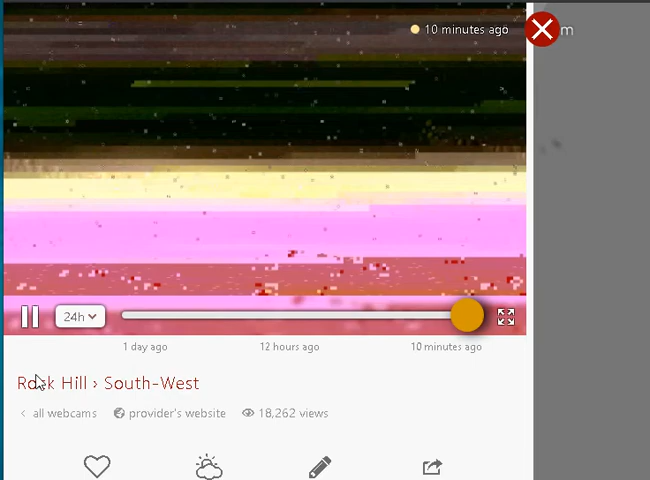 10 minutes ago
m
24h
1 day ago 12 hours ago 10 minutes ago
Rock Hill › South-West
‹ all webcams provider's website 18,262 views